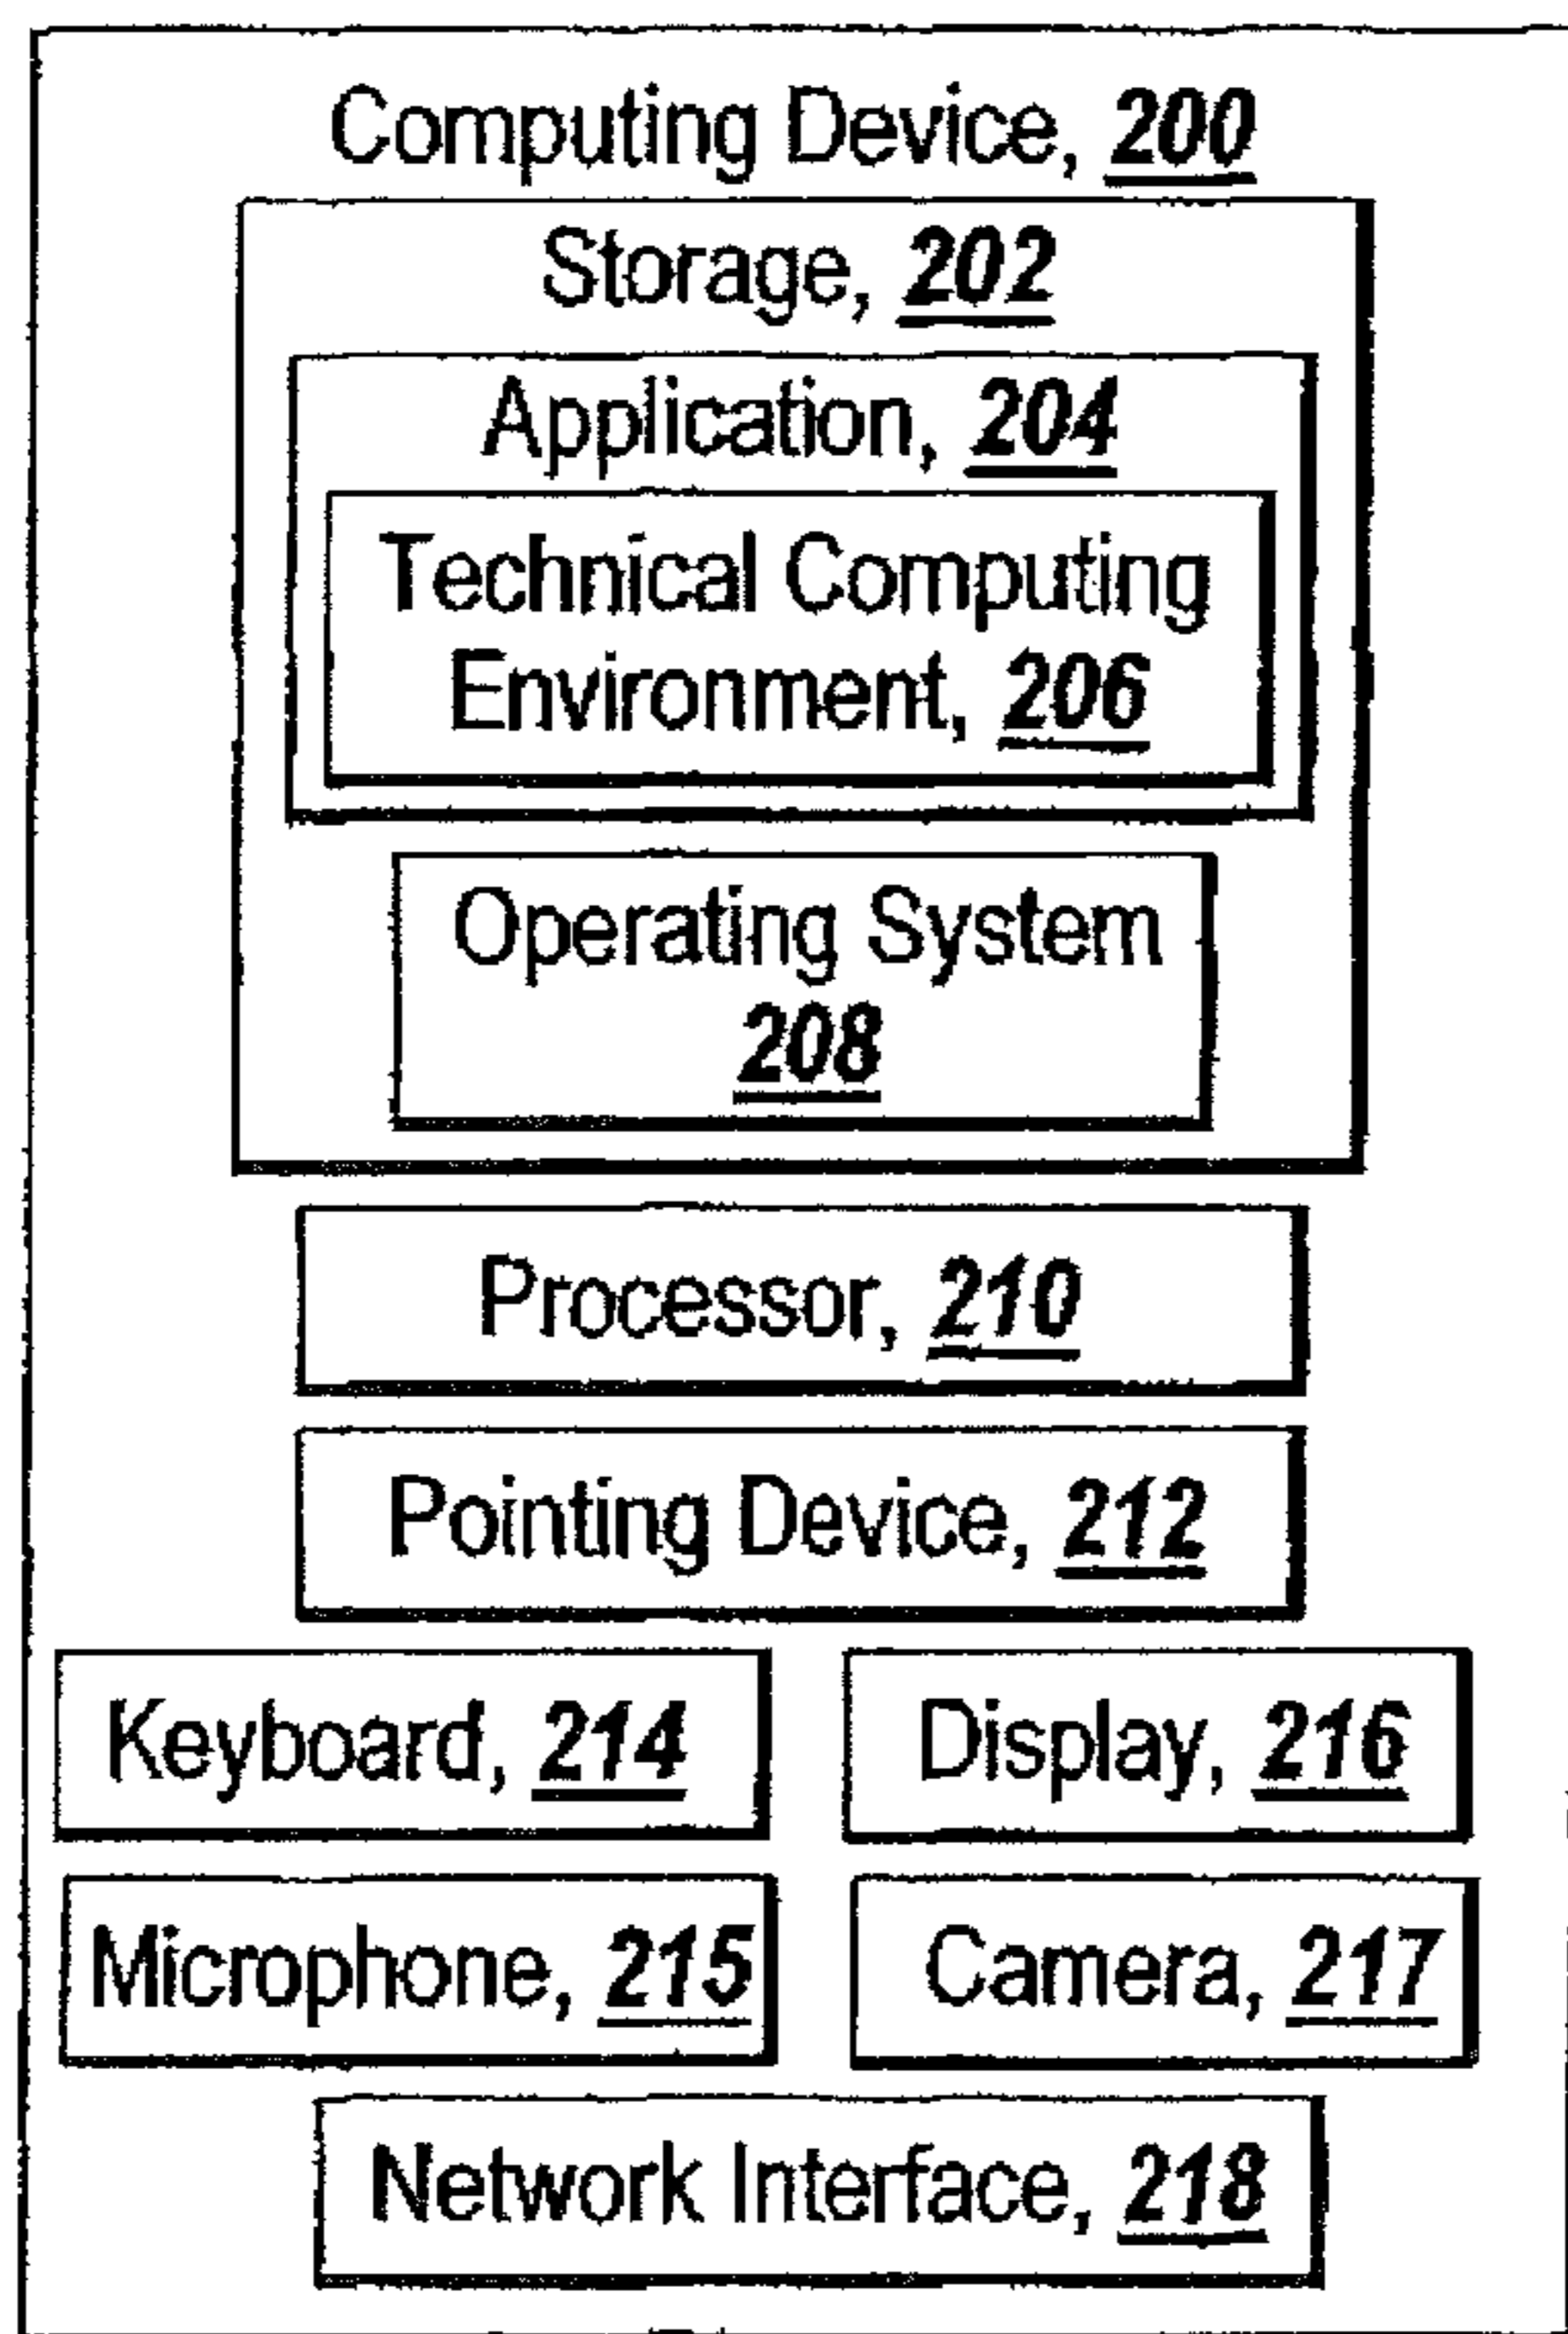 Computing Device, 200
Storage, 202
Application, 204
Technical Computing
Environment, 206
Operating System
208
Processor, 210
Pointing Device, 212
Keyboard, 214
Display, 216
Microphone, 215
Camera, 217
Network Interface, 218